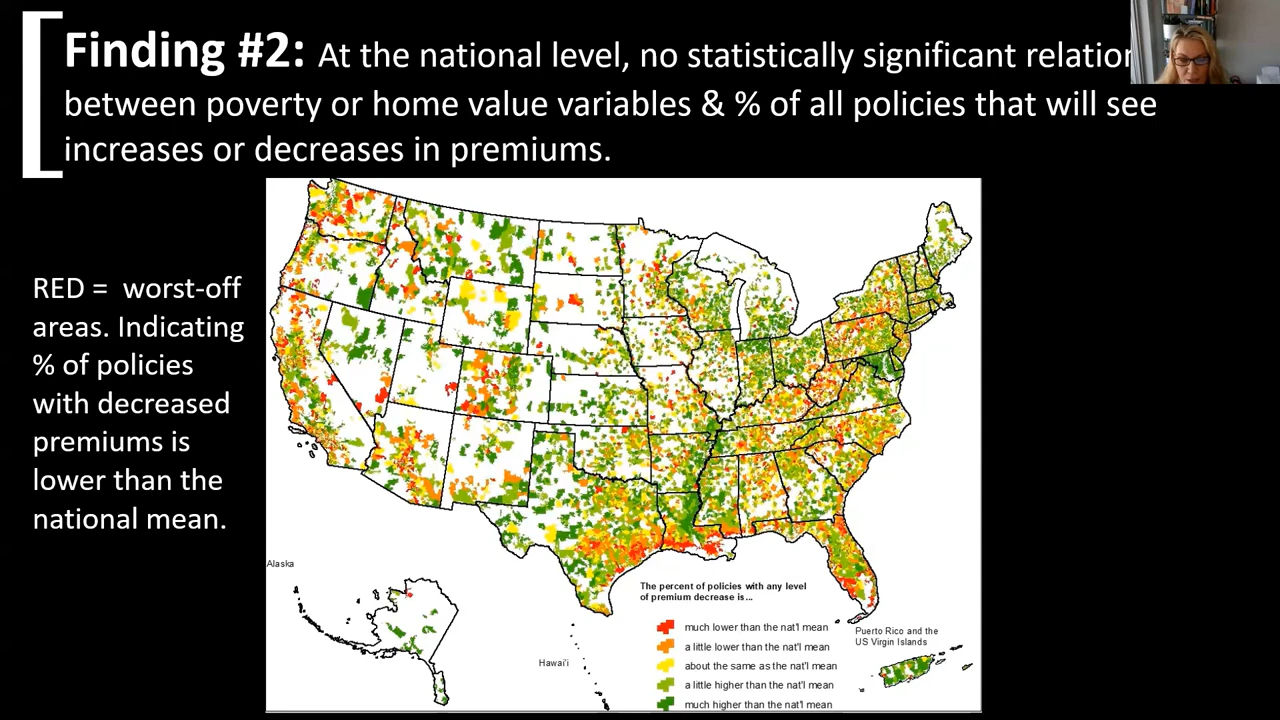 Finding #2: At the national level, no statistically significant
between poverty or home value variables & % of all policies that will see
increases or decreases in premiums.
RED = worst-off
areas. Indicating
% of policies
with decreased
premiums is
lower than the
national mean.
Alaska
Hawai'i
The percent of policies with any level
of premium decrease is...
much lower than the nat'l mean
a little lower than the nat'l mean
about the same as the nat'l mean
a little higher than the nat'l mean
much higher than the nat'l mean
Puerto Rico and the
US Virgin Islands